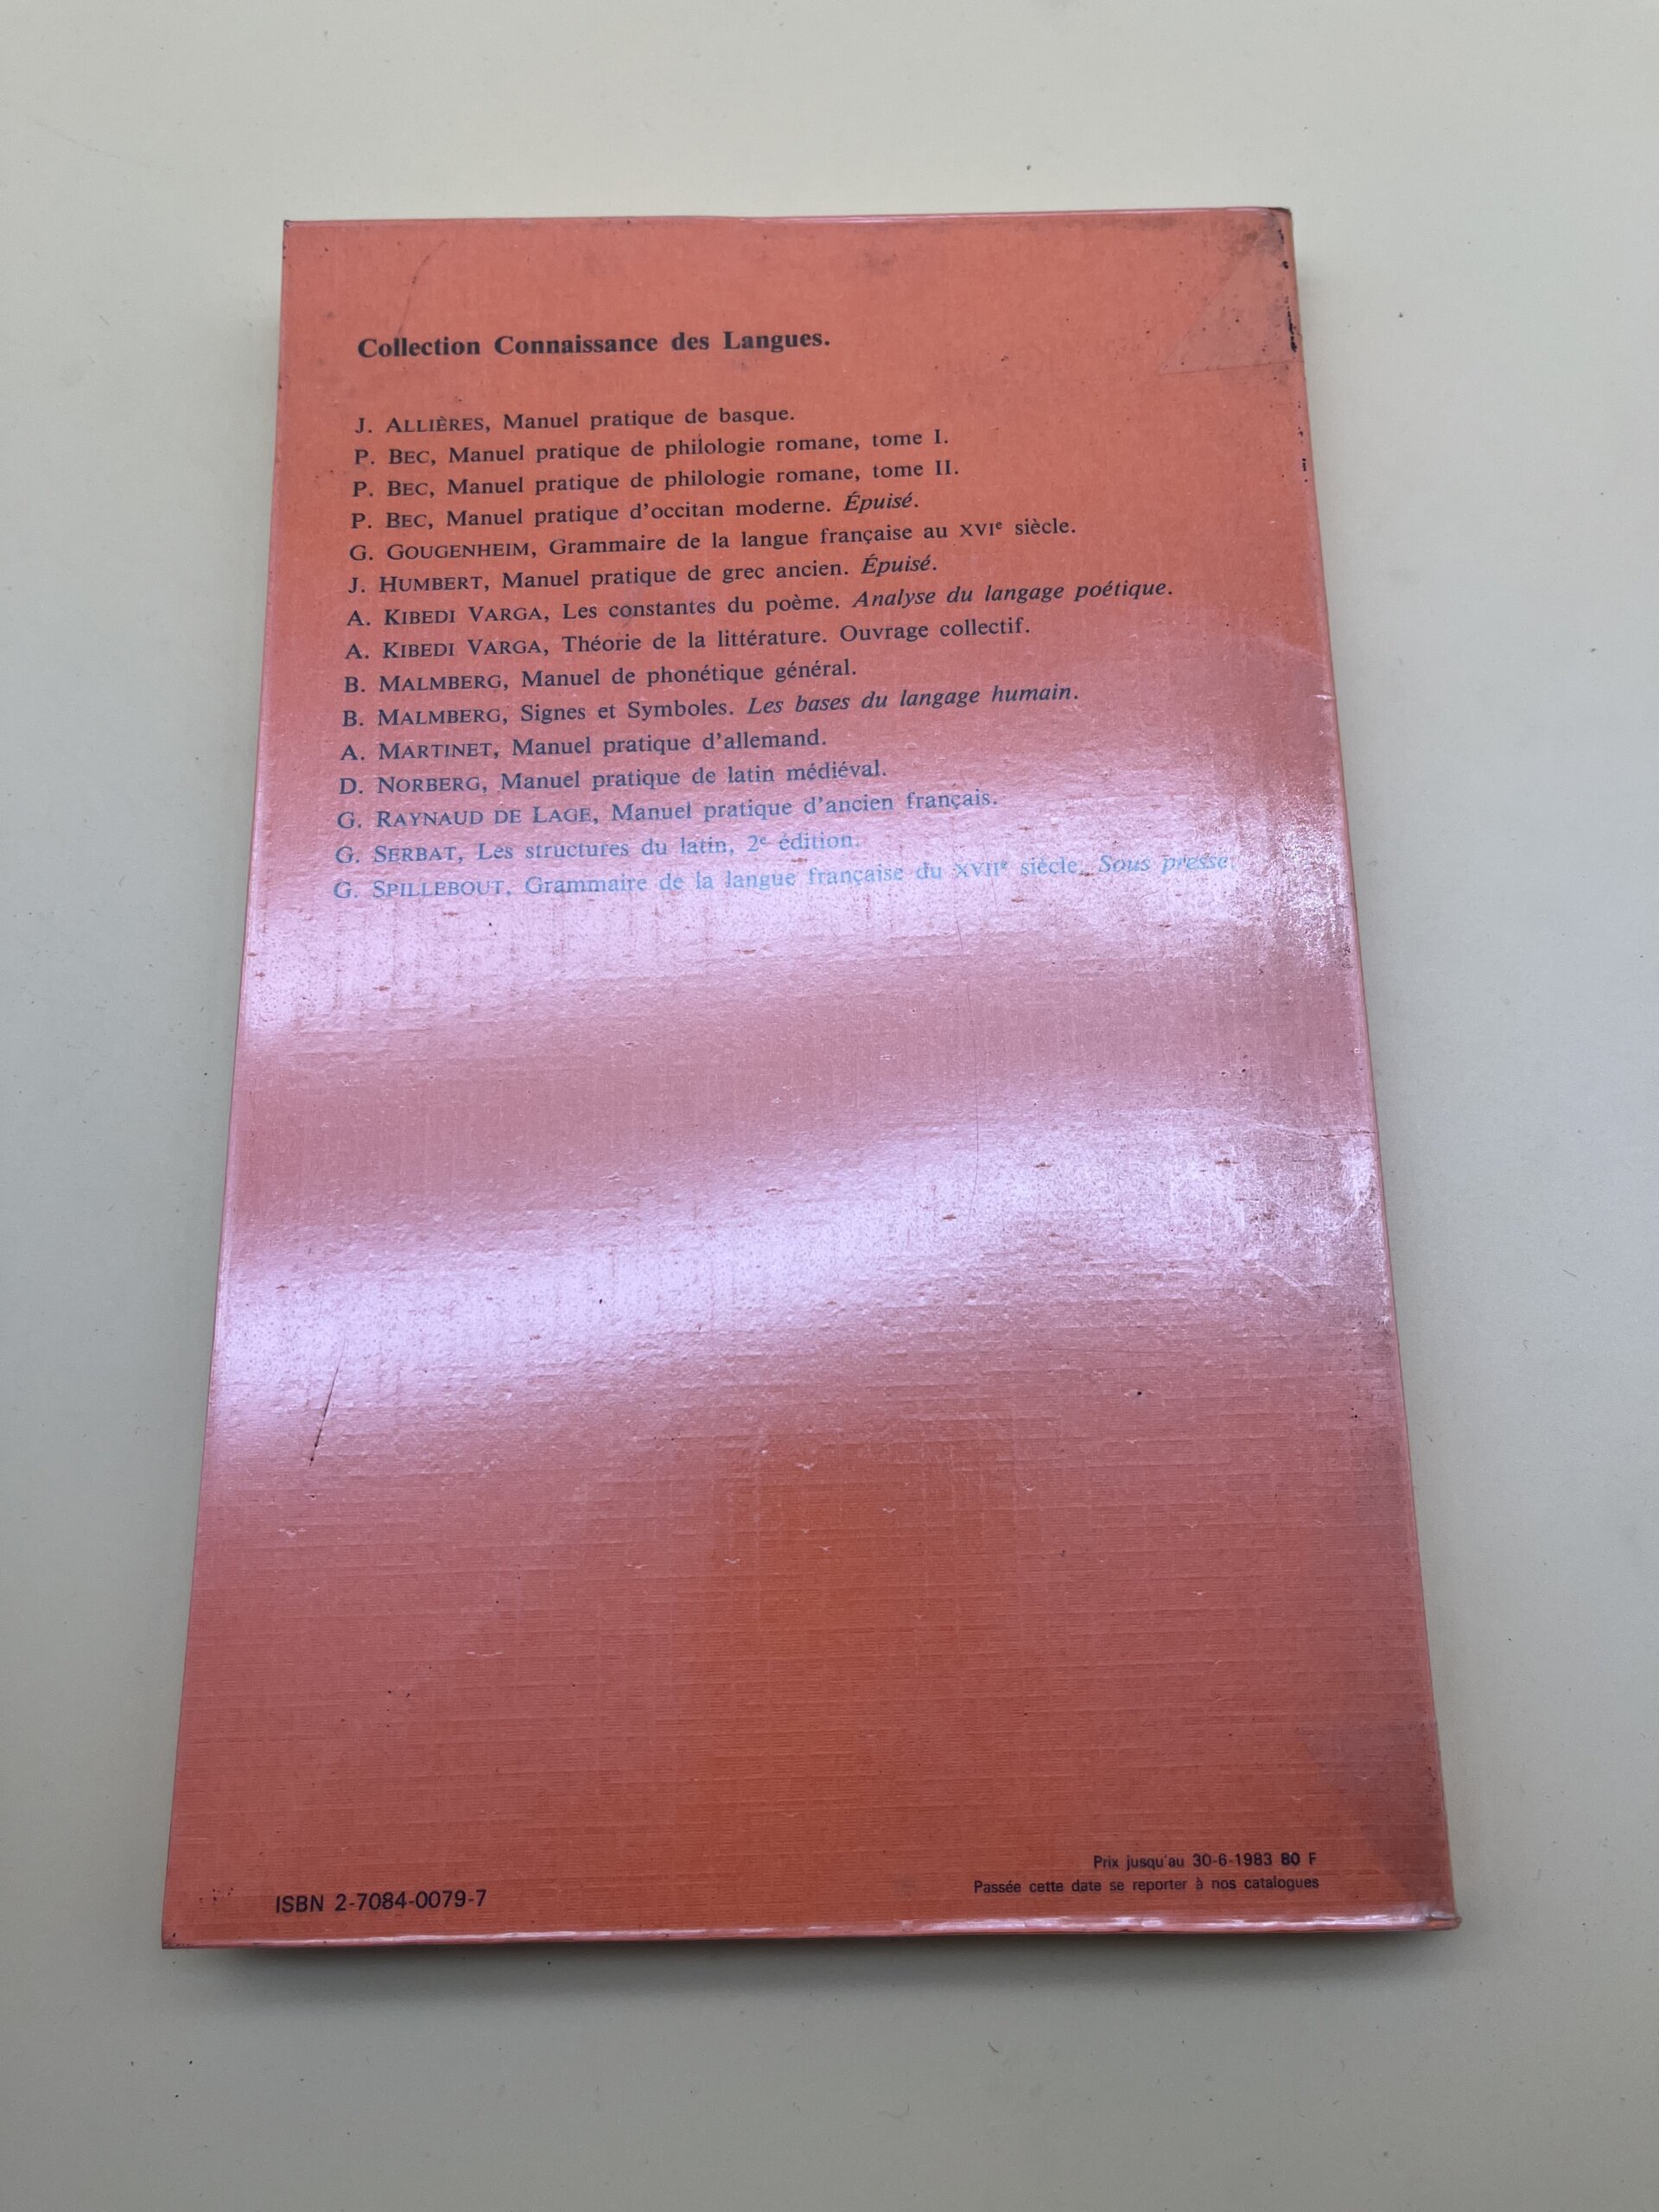 Collection Connaissance des Langues.
J. ALLIÈRES, Manuel pratique de basque.
P. BEC, Manuel pratique de philologie romane, tome I.
P. BEC, Manuel pratique de philologie romane, tome II.
P. BEC, Manuel pratique d'occitan moderne. Épuisé.
G. GOUGENHEIM, Grammaire de la langue française au XVIe siècle.
J. HUMBERT, Manuel pratique de grec ancien. Épuisé.
A. KIBEDI VARGA, Les constantes du poème. Analyse du langage poétique.
A. KIBEDI VARGA, Théorie de la littérature. Ouvrage collectif.
B. MALMBERG, Manuel de phonétique général.
B. MALMBERG, Signes et Symboles. Les bases du langage humain.
A. MARTINET, Manuel pratique d'allemand.
D. NORBERG, Manuel pratique de latin médiéval.
G. RAYNAUD DE LAGE, Manuel pratique d'ancien français.
G. SERBAT, Les structures du latin, 2e édition.
G. SPILLEBOUT, Grammaire de la langue française du XVIIe siècle. Sous presse.
Prix jusqu'au 30-6-1983 80 F
Passée cette date se reporter à nos catalogues
ISBN 2-7084-0079-7